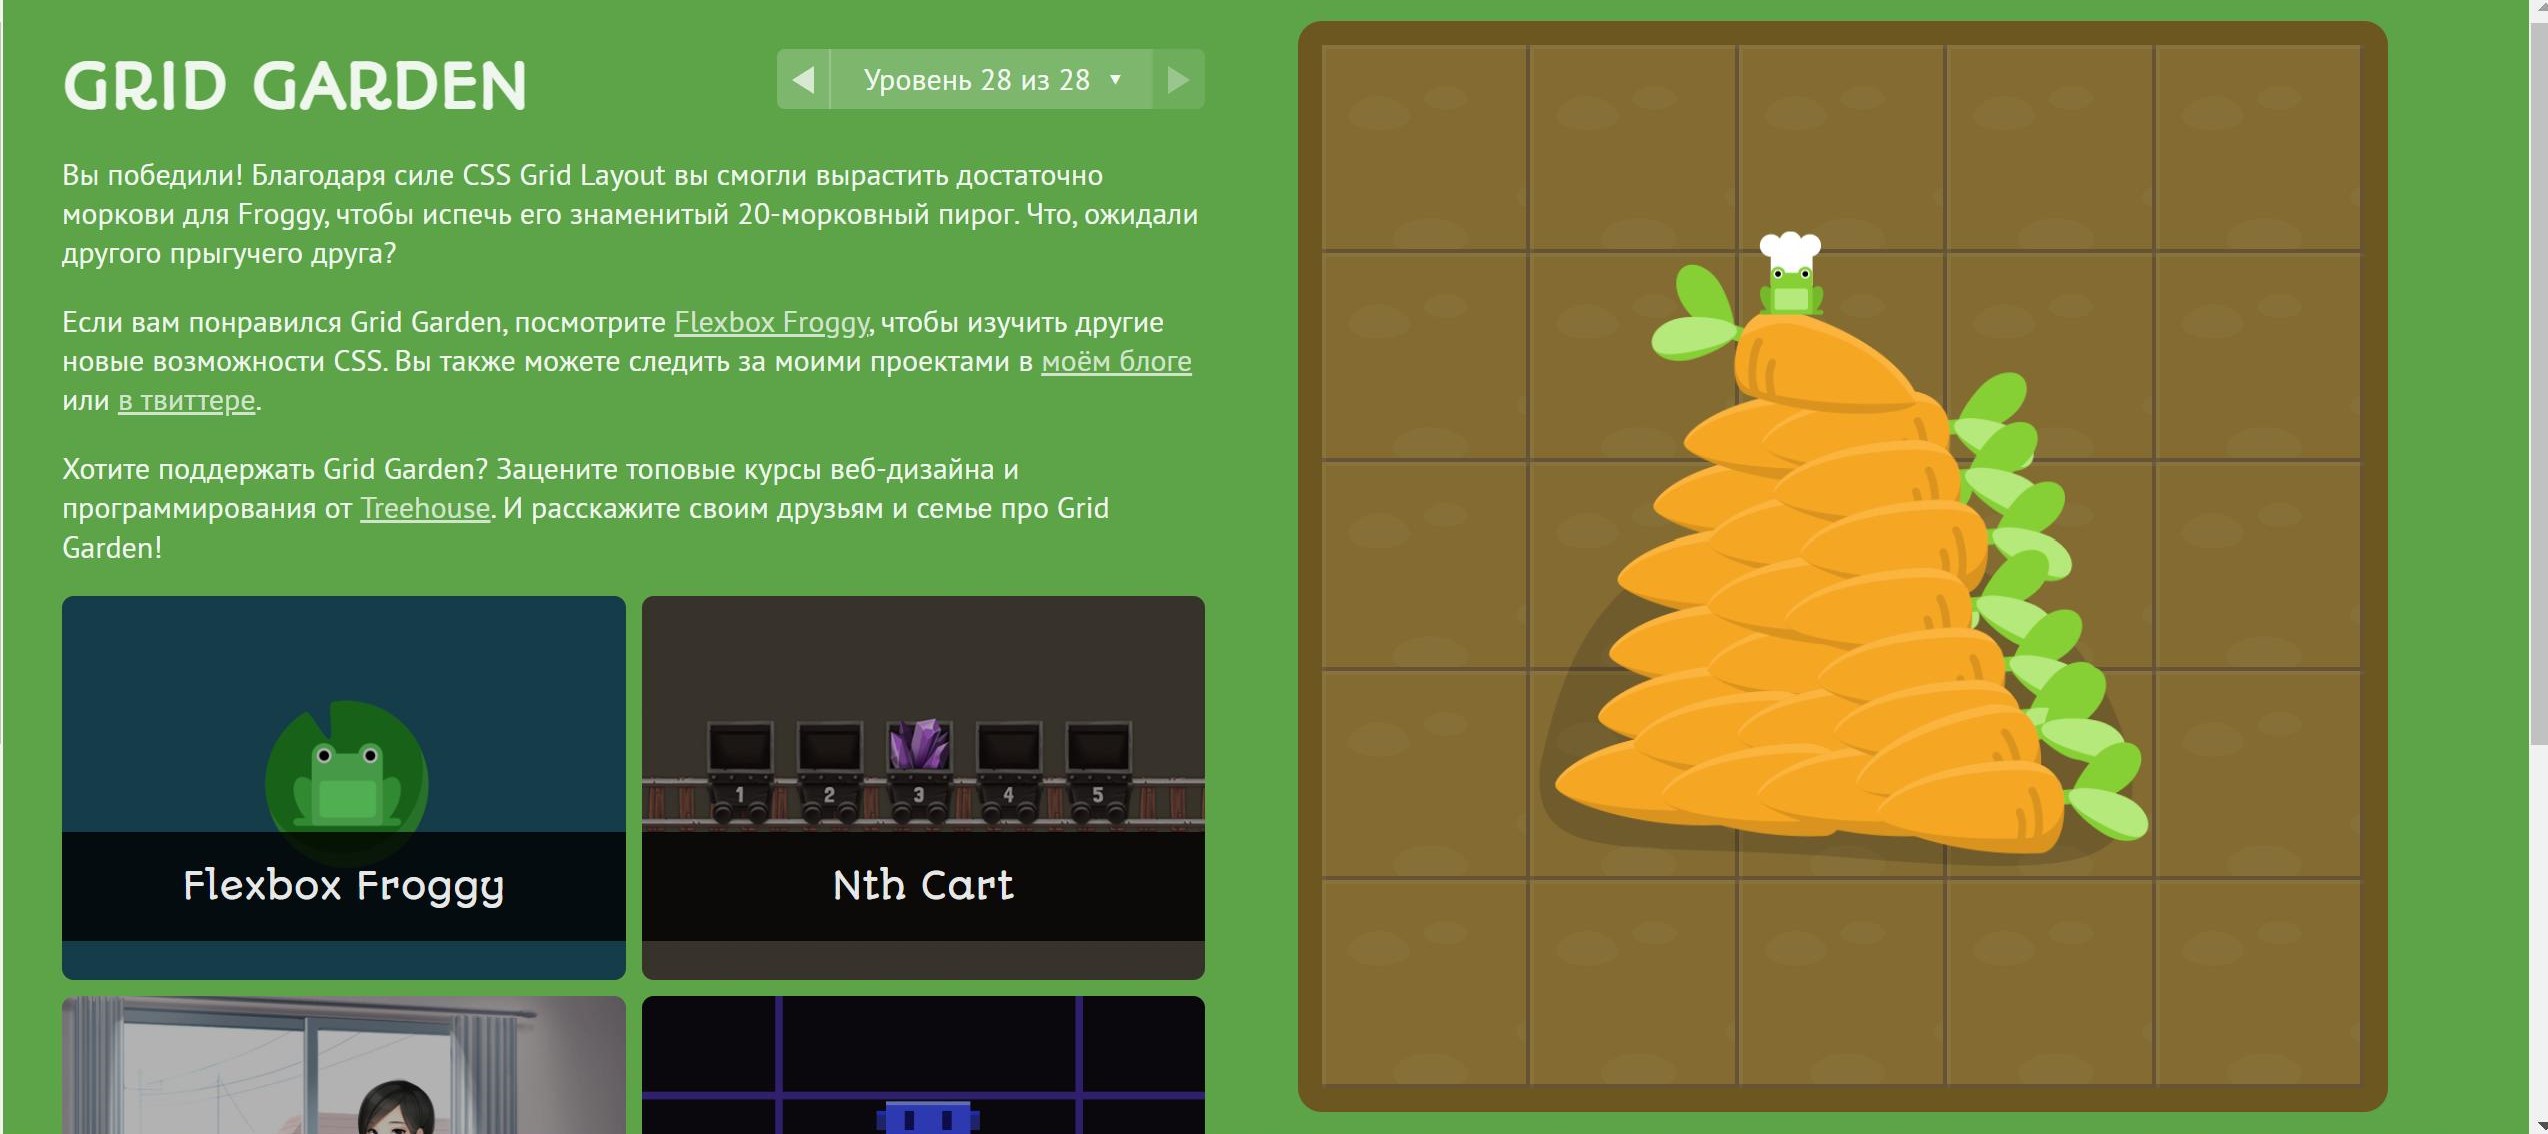 GRID GARDEN
Уровень 28 из 28
Вы победили! Благодаря силе CSS Grid Layout вы смогли вырастить достаточно
моркови для Froggy, чтобы испечь его знаменитый 20-морковный пирог. Что, ожидали
другого прыгучего друга?
Если вам понравился Grid Garden, посмотрите Flexbox Froggy, чтобы изучить другие
новые возможности CSS. Вы также можете следить за моими проектами в моём блоге
или в твиттере.
Хотите поддержать Grid Garden? Зацените топовые курсы веб-дизайна и
программирования от Treehouse. И расскажите своим друзьям и семье про Grid
Garden!
1 2 3 4 5
Flexbox Froggy
Nth Cart